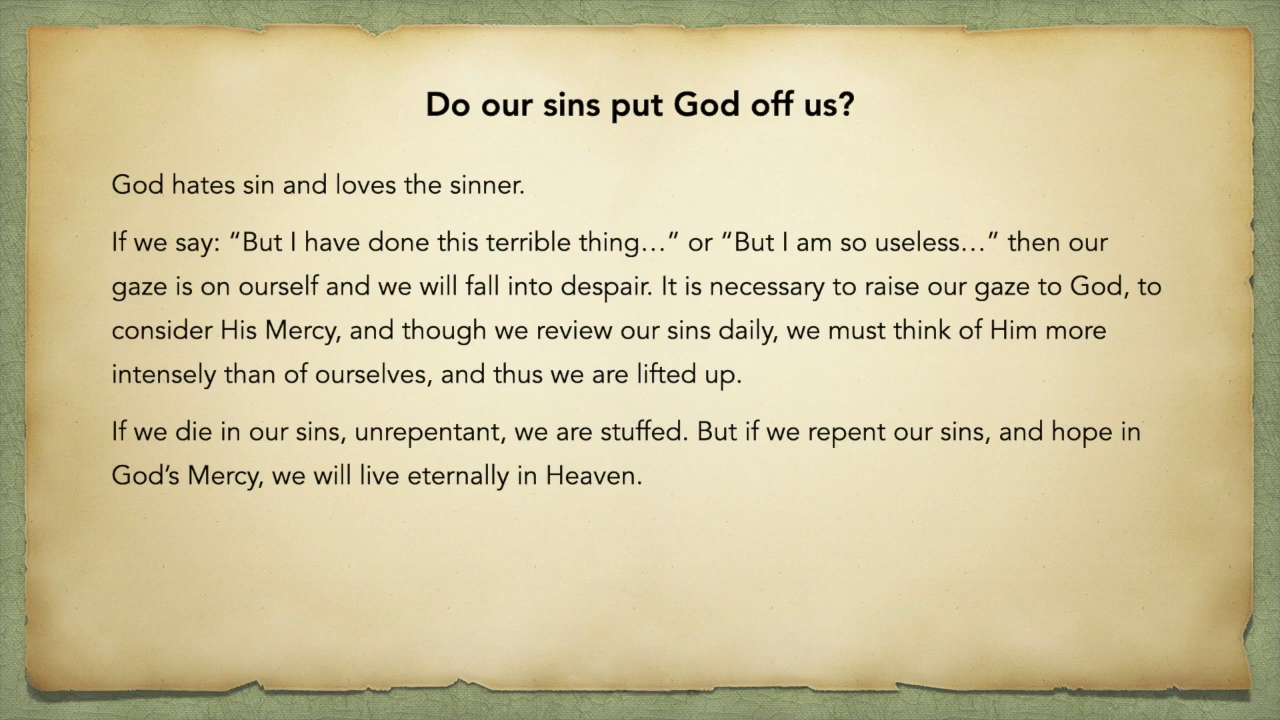 Do our sins put God off us?
God hates sin and loves the sinner.
If we say: “But I have done this terrible thing…” or “But I am so useless…” then our
gaze is on ourself and we will fall into despair. It is necessary to raise our gaze to God, to
consider His Mercy, and though we review our sins daily, we must think of Him more
intensely than of ourselves, and thus we are lifted up.
If we die in our sins, unrepentant, we are stuffed. But if we repent our sins, and hope in
God’s Mercy, we will live eternally in Heaven.